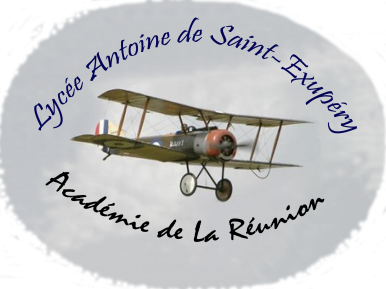 Lycée Antoine de Saint-Exupéry
Académie de La Réunion